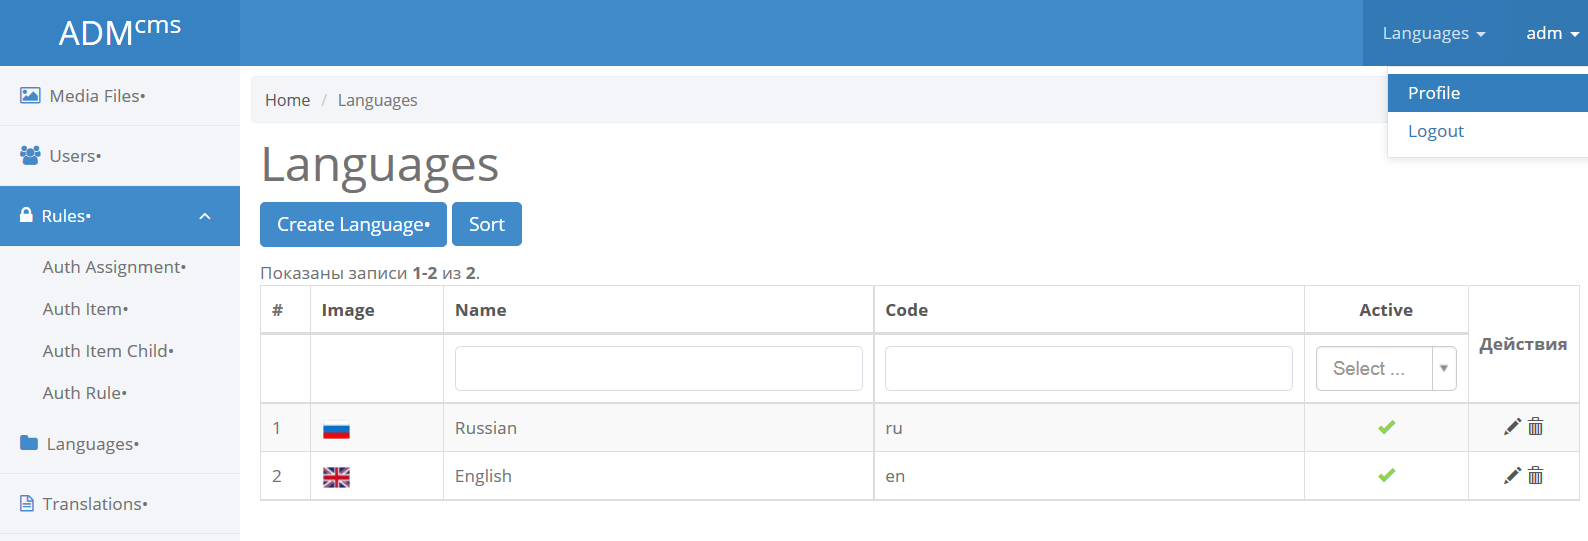 ADMcms
Languages adm
Profile
Logout
Media Files•
Users•
Rules•
Auth Assignment•
Auth Item•
Auth Item Child•
Auth Rule•
Languages•
Translations•
Home / Languages
Languages
Create Language• Sort
Показаны записи 1-2 из 2.
# Image Name Code Active Действия
Select ...
1 Russian ru
2 English en